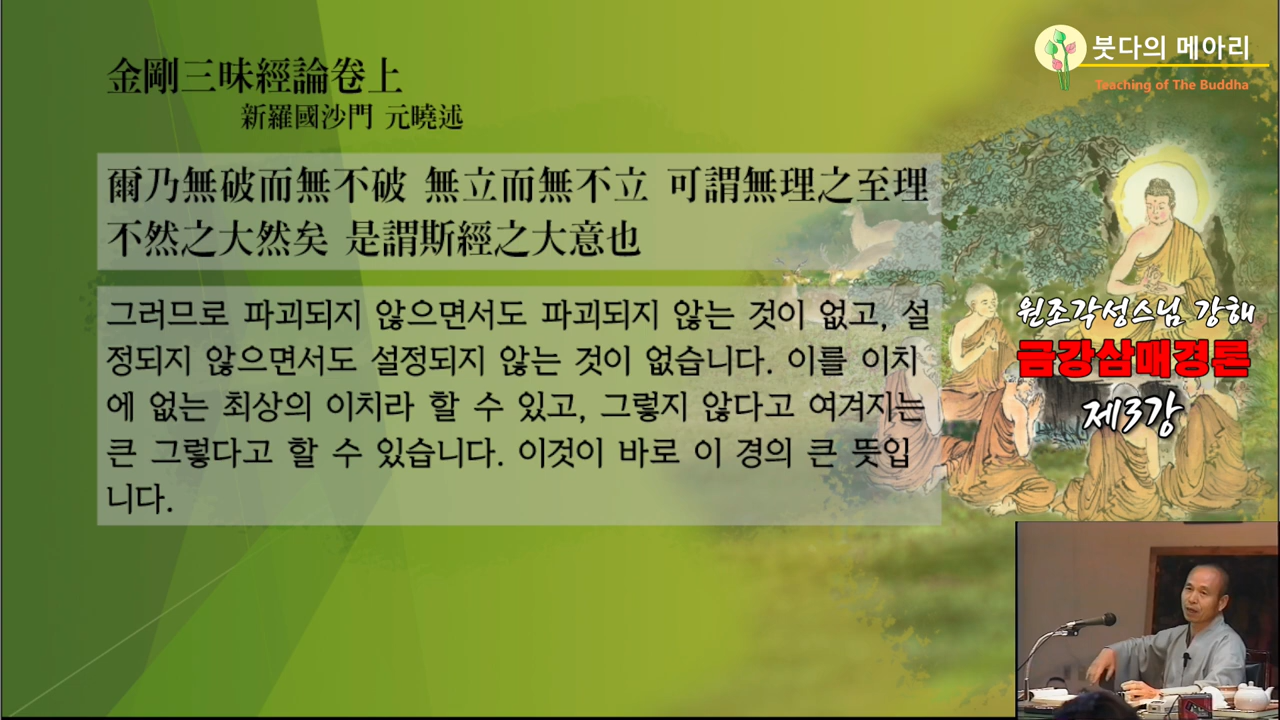 金剛三昧經論卷上
新羅國沙門 元曉述
爾乃無破而無不破 無立而無不立 可謂無理之至理
不然之大然矣 是謂斯經之大意也
그러므로 파괴되지 않으면서도 파괴되지 않는 것이 없고, 설
정되지 않으면서도 설정되지 않는 것이 없습니다. 이를 이치
에 없는 최상의 이치라 할 수 있고, 그렇지 않다고 여겨지는
큰 그렇다고 할 수 있습니다. 이것이 바로 이 경의 큰 뜻입
니다.
붓다의 메아리
Teaching of The Buddha
원조각성스님 강해
금강삼매경론
제3강